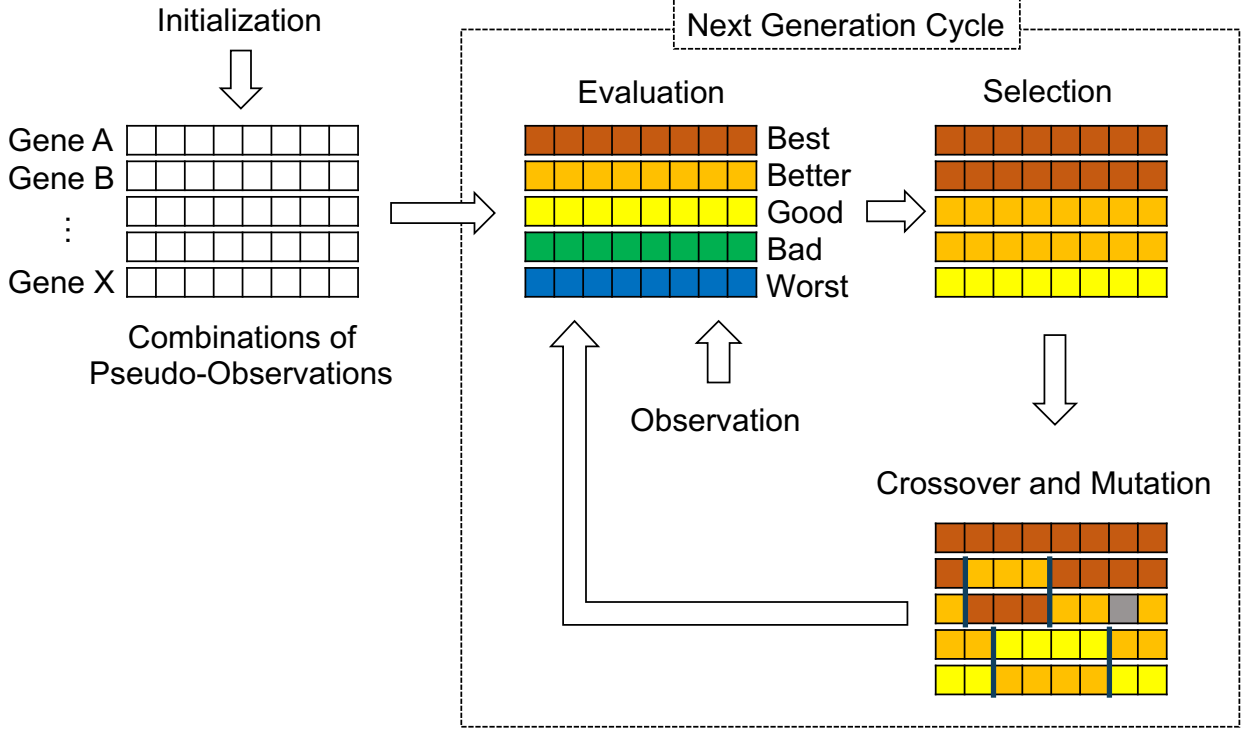 Initialization
Next Generation Cycle
Evaluation
Selection
Gene A
Gene B
⋮
Gene X
Best
Better
Good
Bad
Worst
Combinations of
Pseudo-Observations
Observation
Crossover and Mutation